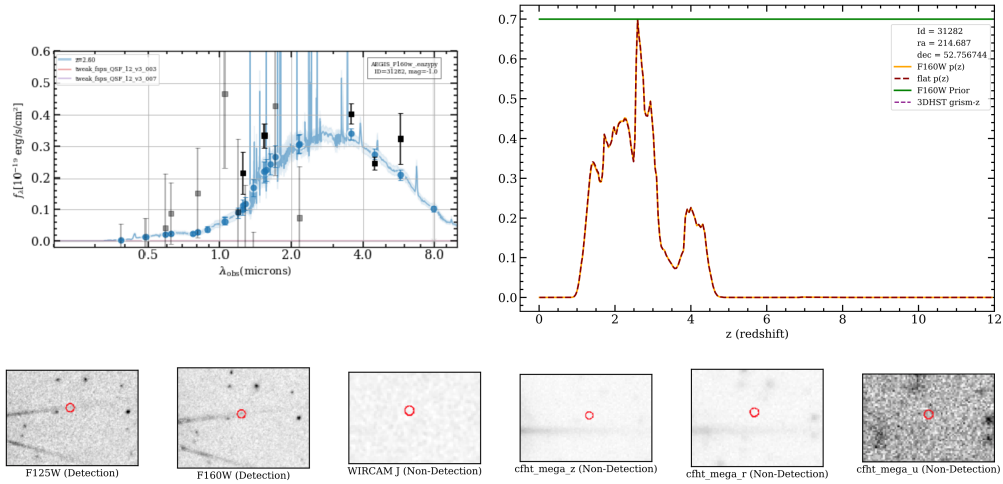 0.6
0.5
0.4
0.3
0.2
0.1
0.0
f_λ[10⁻¹⁹ erg/s/cm²]
z=2.60
tweak_fsps_QSF_12_v3_003
tweak_fsps_QSF_12_v3_007
AEGIS_F160w_eazypy
ID=31282, mag=-1.0
0.5 1.0 2.0 4.0 8.0
λ_obs(microns)
0.7
0.6
0.5
0.4
0.3
0.2
0.1
0.0
Id = 31282
ra = 214.687
dec = 52.756744
F160W p(z)
flat p(z)
F160W Prior
3DHST grism-z
0 2 4 6 8 10 12
z (redshift)
F125W (Detection)
F160W (Detection)
WIRCAM J (Non-Detection)
cfht_mega_z (Non-Detection)
cfht_mega_r (Non-Detection)
cfht_mega_u (Non-Detection)